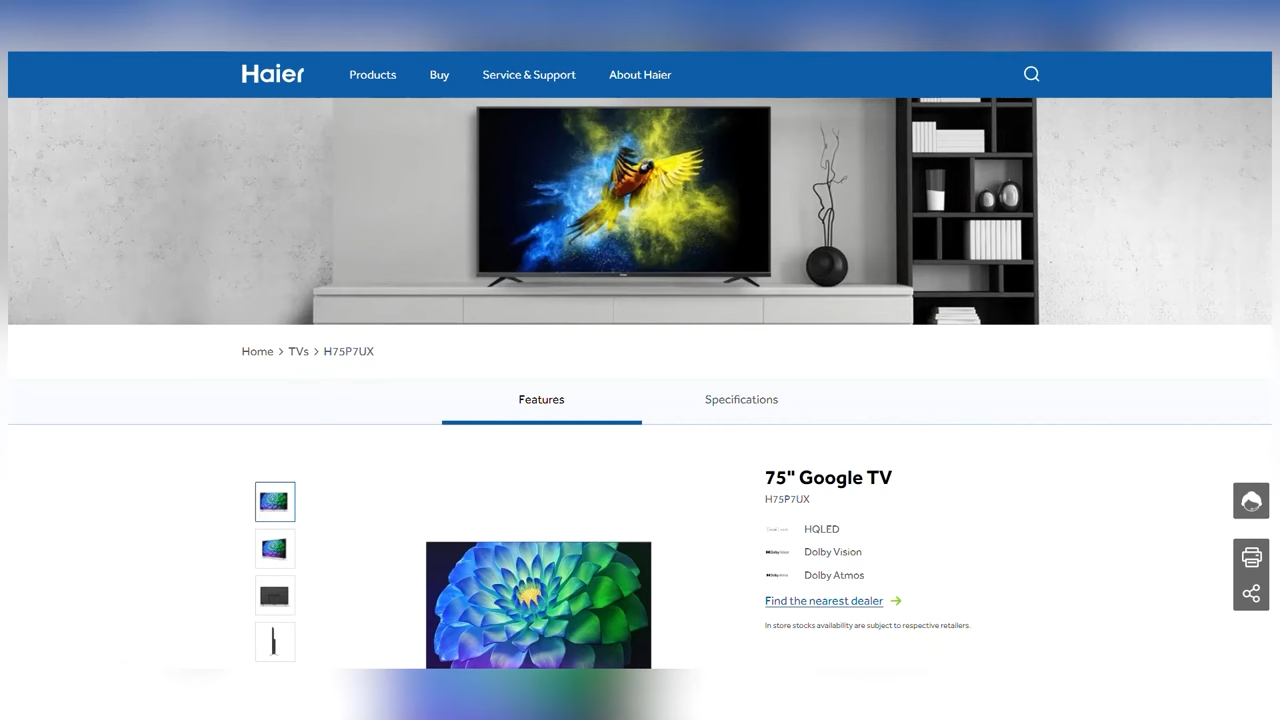 Haier
Products
Buy
Service & Support
About Haier
Home > TVs > H75P7UX
Features
Specifications
75" Google TV
H75P7UX
HQLED
Dolby Vision
Dolby Atmos
Find the nearest dealer →
In store stocks availability are subject to respective retailers.